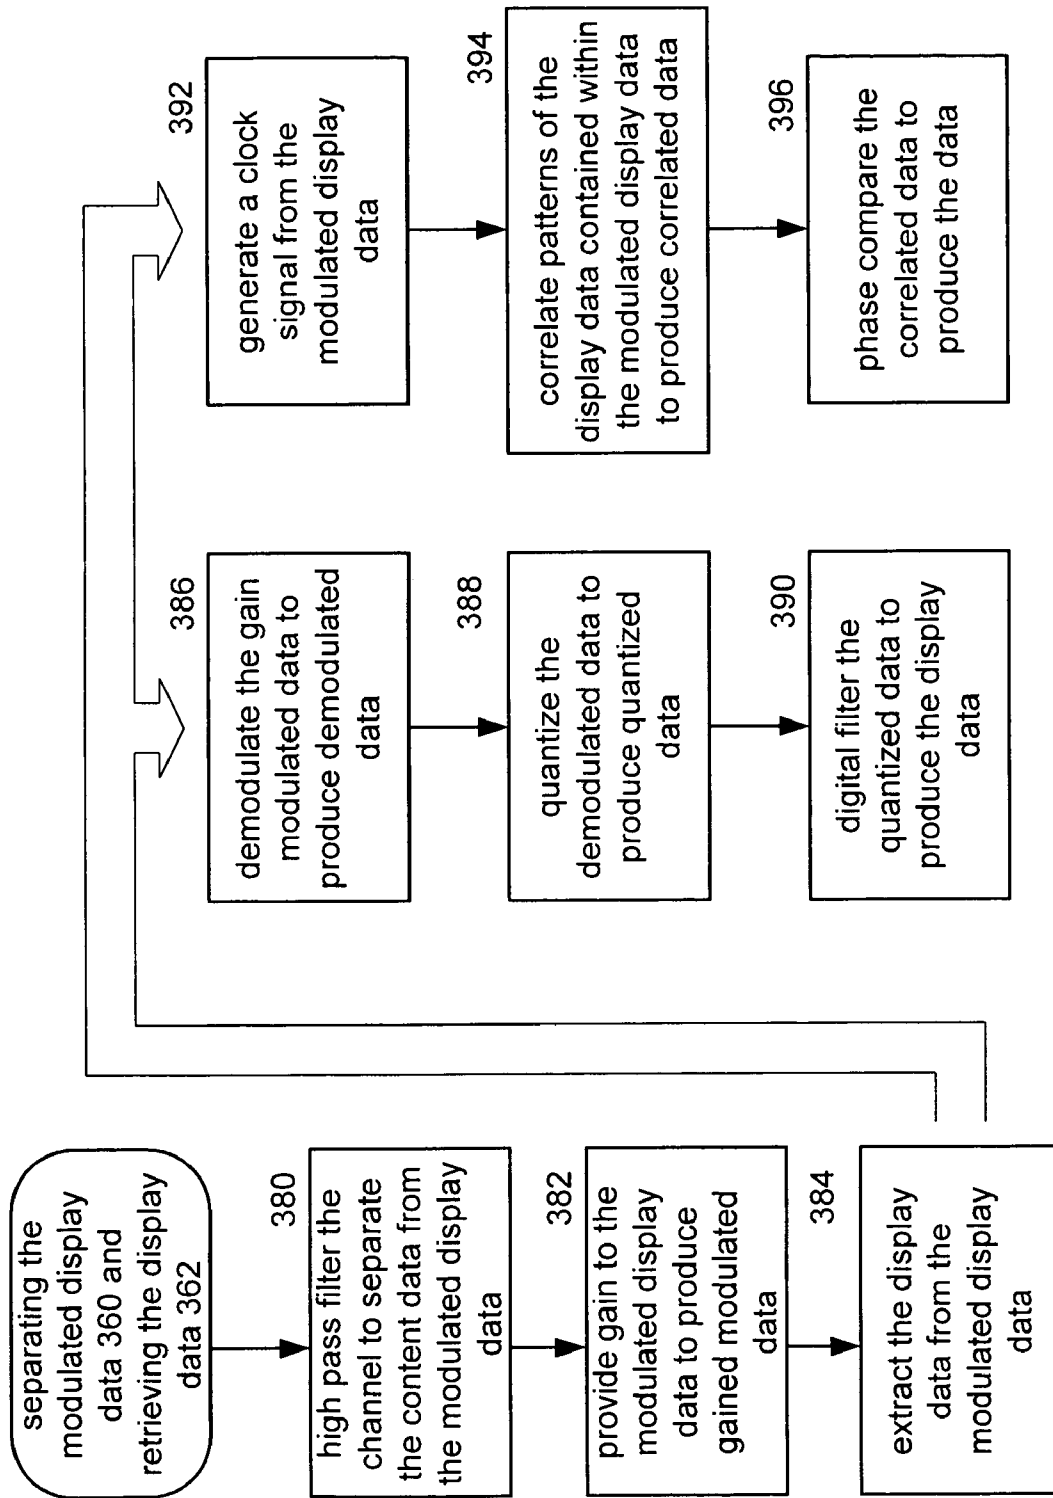 separating the
modulated display
data 360 and
retrieving the display
data 362
380
high pass filter the
channel to separate
the content data from
the modulated display
data
382
provide gain to the
modulated display
data to produce
gained modulated
data
384
extract the display
data from the
modulated display
data
386
demodulate the gain
modulated data to
produce demodulated
data
388
quantize the
demodulated data to
produce quantized
data
390
digital filter the
quantized data to
produce the display
data
392
generate a clock
signal from the
modulated display
data
394
correlate patterns of the
display data contained within
the modulated display data
to produce correlated data
396
phase compare the
correlated data to
produce the data